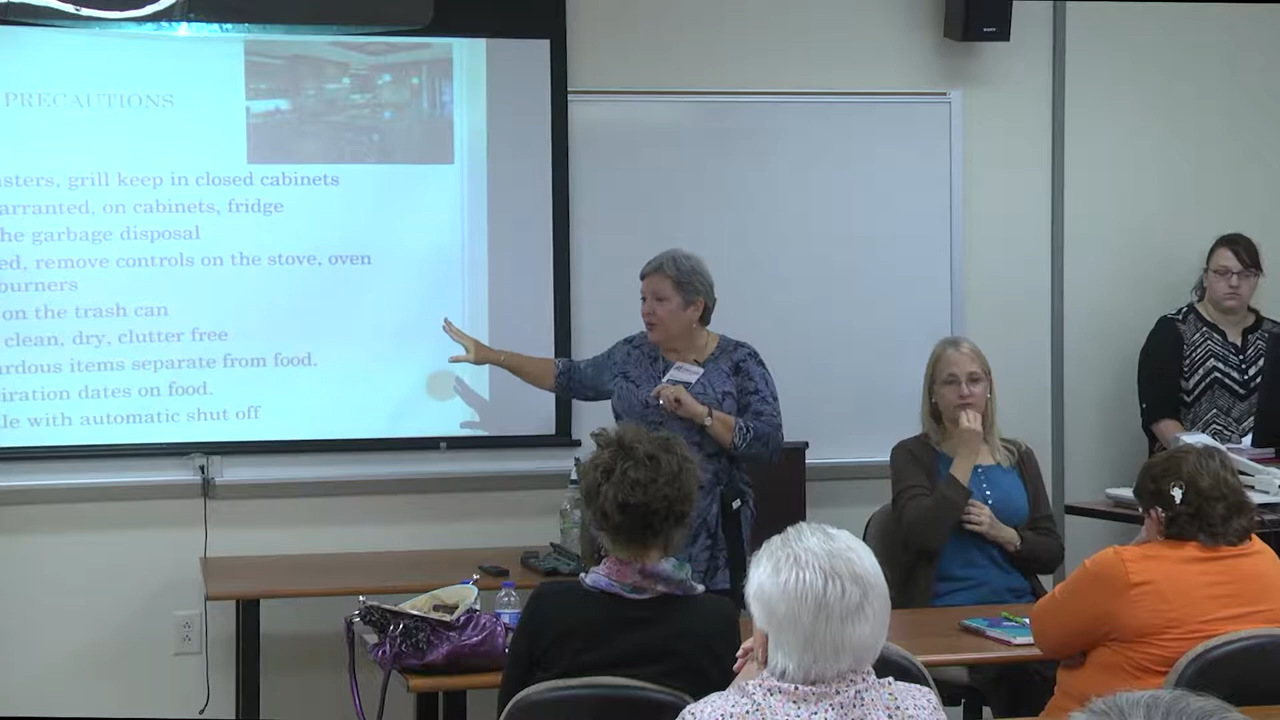 PRECAUTIONS
asters, grill keep in closed cabinets
arranted, on cabinets, fridge
he garbage disposal
ed, remove controls on the stove, oven
burners
on the trash can
clean, dry, clutter free
ardous items separate from food.
iration dates on food.
le with automatic shut off
SONY